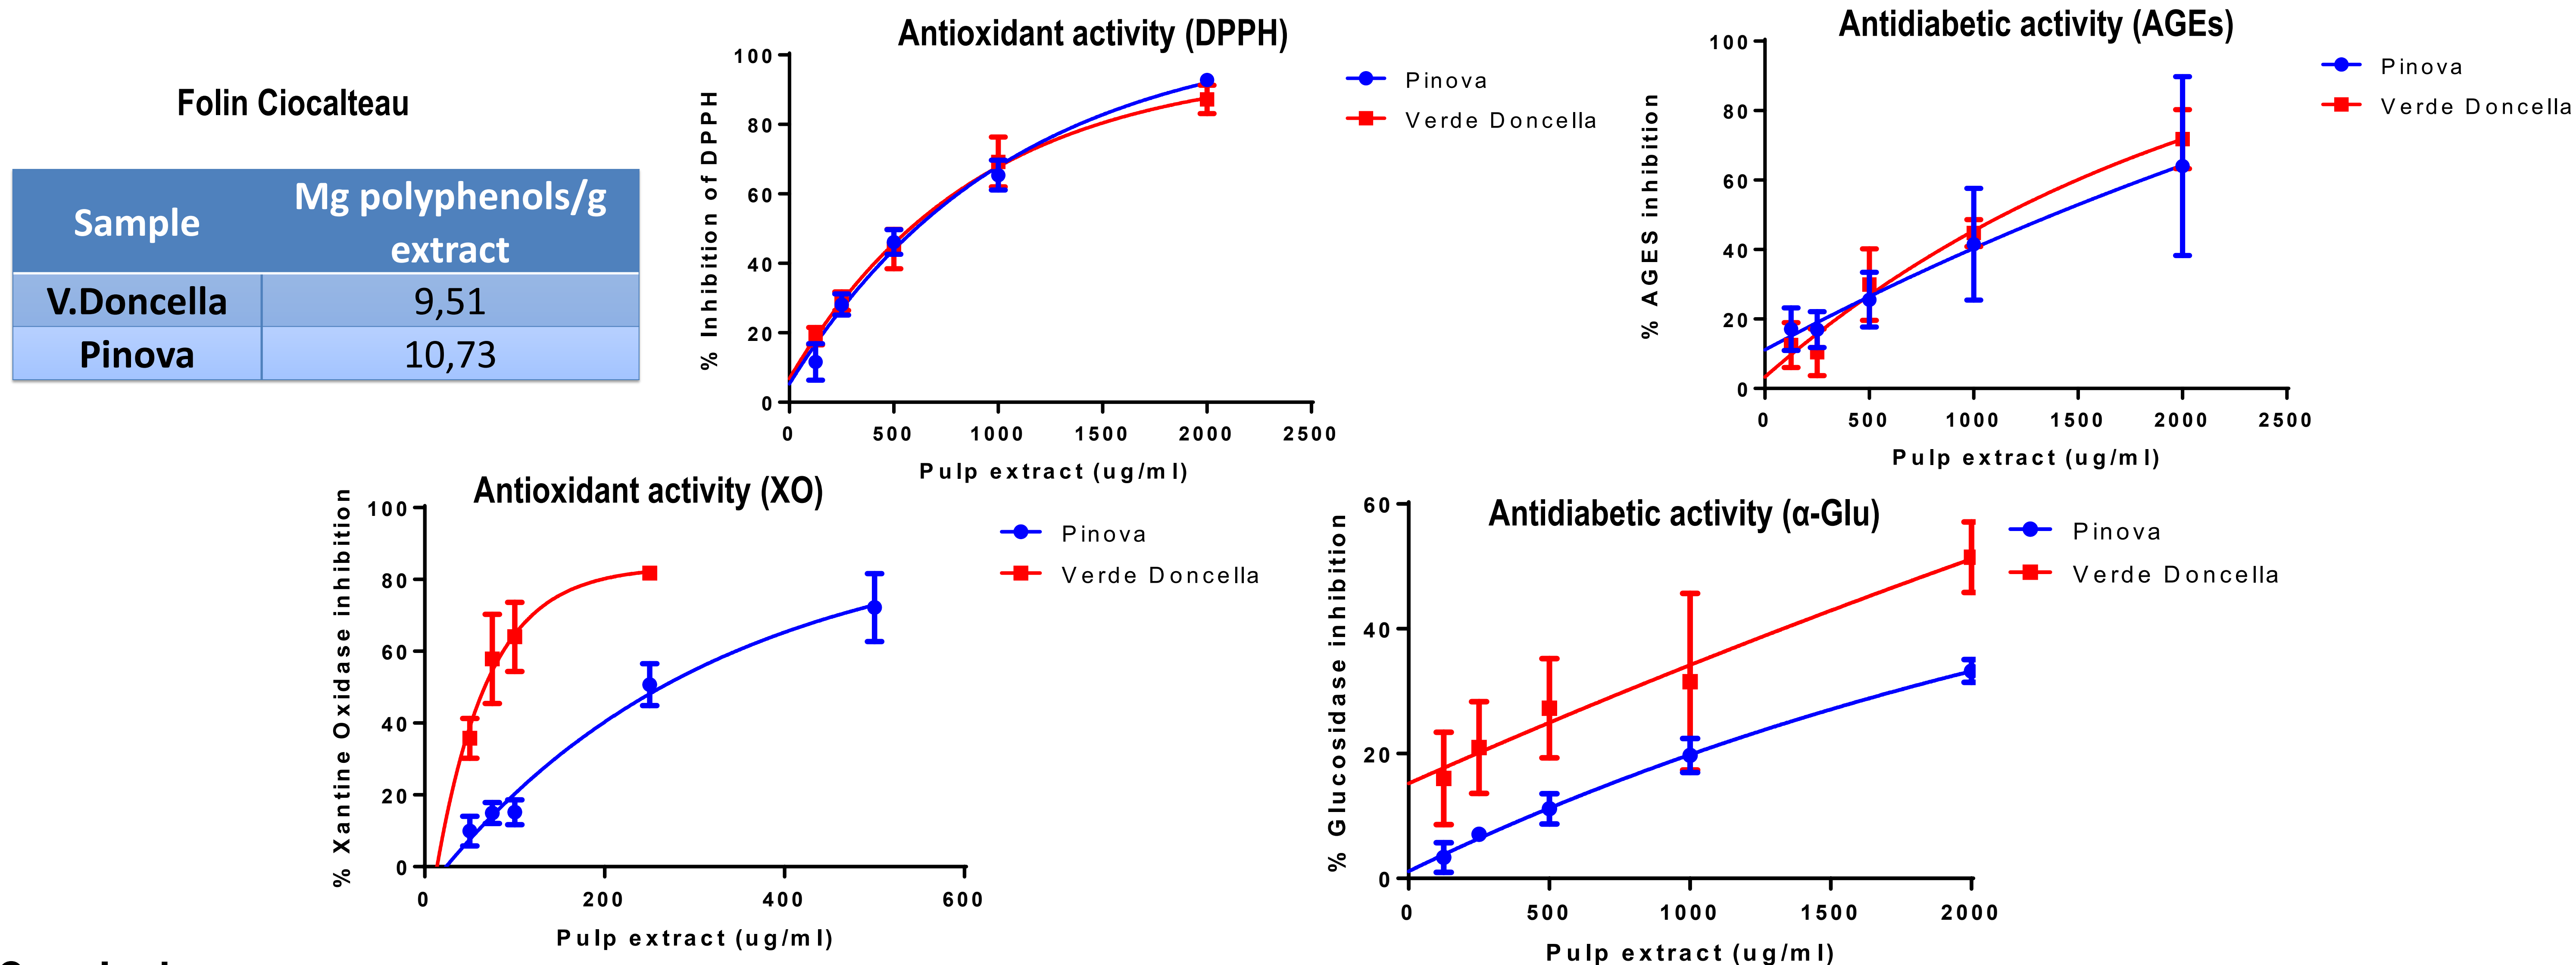 Folin Ciocalteau
Sample
Mg polyphenols/g
extract
V.Doncella 9,51
Pinova 10,73
Antioxidant activity (DPPH)
% Inhibition of DPPH
100
80
60
40
20
0
0 500 1000 1500 2000 2500
Pulp extract (ug/ml)
Pinova
Verde Doncella
Antidiabetic activity (AGEs)
% AGES inhibition
100
80
60
40
20
0
0 500 1000 1500 2000 2500
Pulp extract (ug/ml)
Pinova
Verde Doncella
Antioxidant activity (XO)
% Xantine Oxidase inhibition
100
80
60
40
20
0
0 200 400 600
Pulp extract (ug/ml)
Pinova
Verde Doncella
Antidiabetic activity (α-Glu)
% Glucosidase inhibition
60
40
20
0
0 500 1000 1500 2000
Pulp extract (ug/ml)
Pinova
Verde Doncella